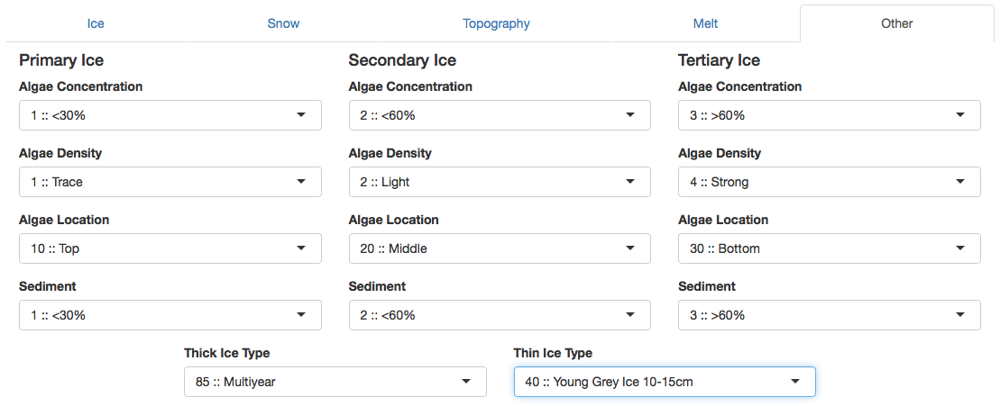 Ice Snow Topography Melt Other
Primary Ice Secondary Ice Tertiary Ice
Algae Concentration Algae Concentration Algae Concentration
1 :: <30% 2 :: <60% 3 :: >60%
Algae Density Algae Density Algae Density
1 :: Trace 2 :: Light 4 :: Strong
Algae Location Algae Location Algae Location
10 :: Top 20 :: Middle 30 :: Bottom
Sediment Sediment Sediment
1 :: <30% 2 :: <60% 3 :: >60%
Thick Ice Type Thin Ice Type
85 :: Multiyear 40 :: Young Grey Ice 10-15cm